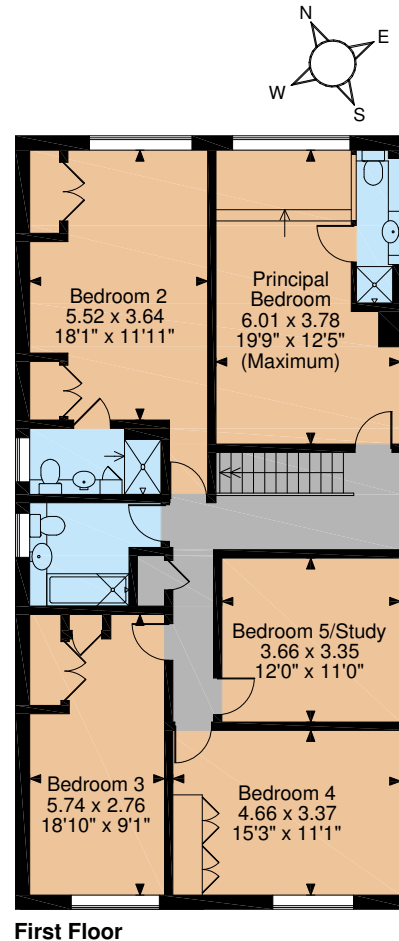 N
E
W
S
Bedroom 2
5.52 x 3.64
18'1" x 11'11"
Principal
Bedroom
6.01 x 3.78
19'9" x 12'5"
(Maximum)
Bedroom 5/Study
3.66 x 3.35
12'0" x 11'0"
Bedroom 3
5.74 x 2.76
18'10" x 9'1"
Bedroom 4
4.66 x 3.37
15'3" x 11'1"
First Floor